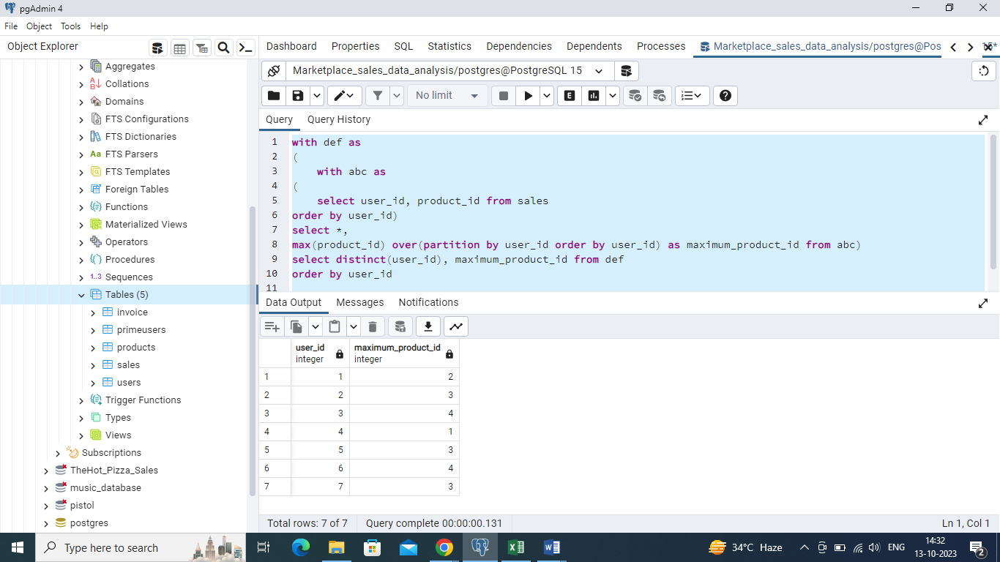 pgAdmin 4
File Object Tools Help
Object Explorer
Dashboard Properties SQL Statistics Dependencies Dependents Processes Marketplace_sales_data_analysis/postgres@Pos
Marketplace_sales_data_analysis/postgres@PostgreSQL 15
No limit
E
Query Query History
1 with def as
2 (
3 with abc as
4 (
5 select user_id, product_id from sales
6 order by user_id)
7 select *,
8 max(product_id) over(partition by user_id order by user_id) as maximum_product_id from abc)
9 select distinct(user_id), maximum_product_id from def
10 order by user_id
11
Aggregates
Collations
Domains
FTS Configurations
FTS Dictionaries
Aa FTS Parsers
FTS Templates
Foreign Tables
Functions
Materialized Views
Operators
Procedures
1..3 Sequences
Tables (5)
invoice
primeusers
products
sales
users
Trigger Functions
Types
Views
Subscriptions
TheHot_Pizza_Sales
music_database
pistol
postgres
Data Output Messages Notifications
user_id maximum_product_id
integer integer
1 1 2
2 2 3
3 3 4
4 4 1
5 5 3
6 6 4
7 7 3
Total rows: 7 of 7 Query complete 00:00:00.131 Ln 1, Col 1
Type here to search
34°C Haze
ENG
14:32
13-10-2023
2